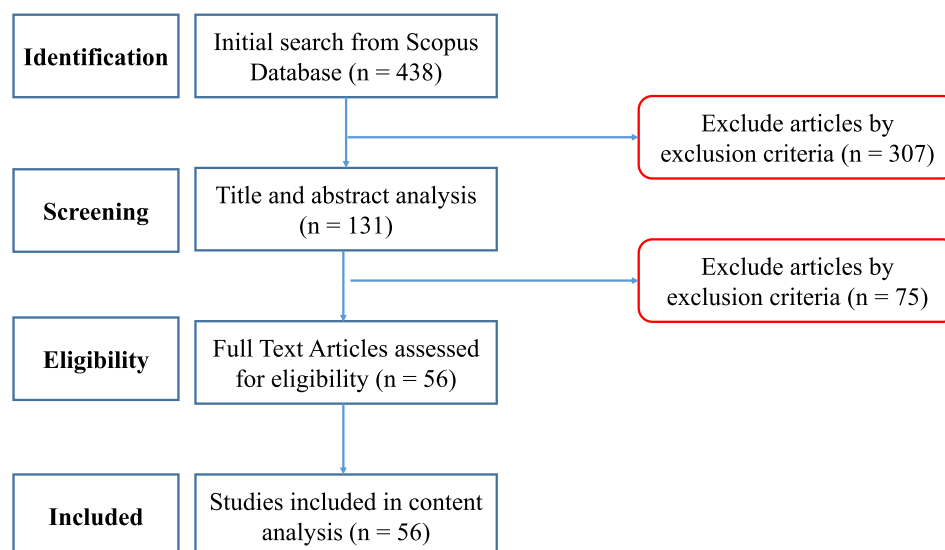 Identification
Initial search from Scopus
Database (n = 438)
Exclude articles by
exclusion criteria (n = 307)
Screening
Title and abstract analysis
(n = 131)
Exclude articles by
exclusion criteria (n = 75)
Eligibility
Full Text Articles assessed
for eligibility (n = 56)
Included
Studies included in content
analysis (n = 56)